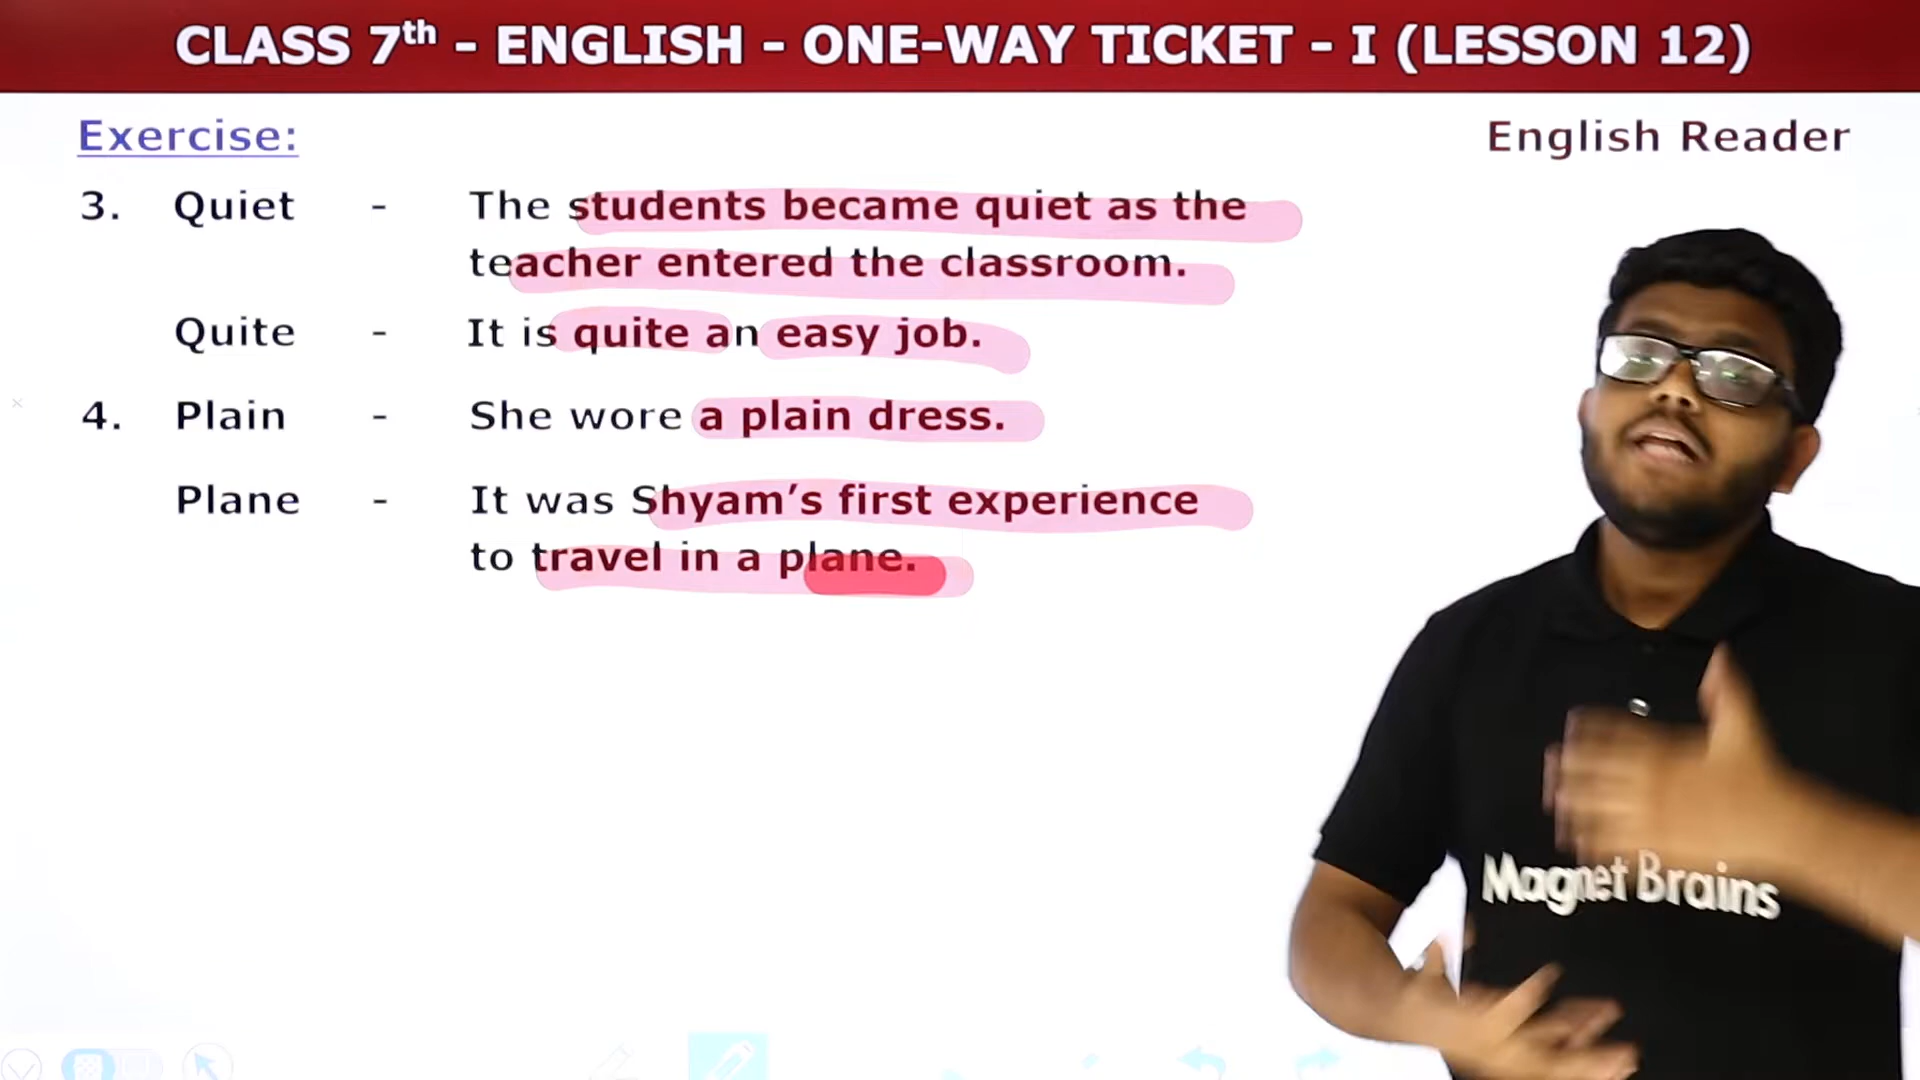 CLASS 7th - ENGLISH - ONE-WAY TICKET - I (LESSON 12)
Exercise:
English Reader
3. Quiet - The students became quiet as the
teacher entered the classroom.
Quite - It is quite an easy job.
4. Plain - She wore a plain dress.
Plane - It was Shyam’s first experience
to travel in a plane.
Magnet Brains